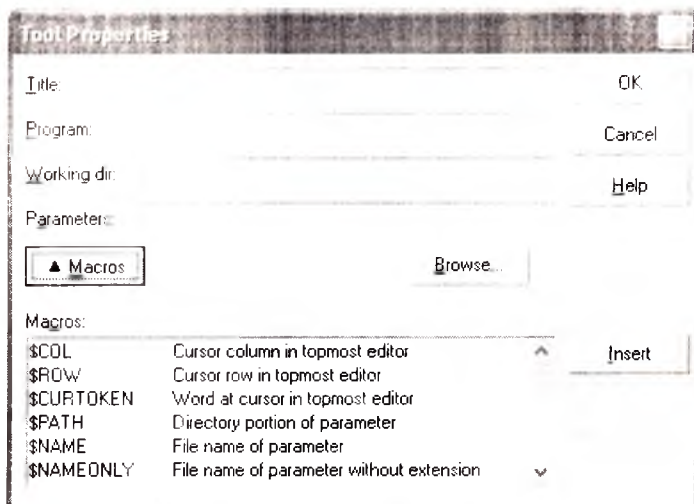 Tool Properties
Title:
OK
Program:
Cancel
Working dir:
Help
Parameters:
▲ Macros
Browse...
Macros:
$COL Cursor column in topmost editor
Insert
$ROW Cursor row in topmost editor
$CURTOKEN Word at cursor in topmost editor
$PATH Directory portion of parameter
$NAME File name of parameter
$NAMEONLY File name of parameter without extension